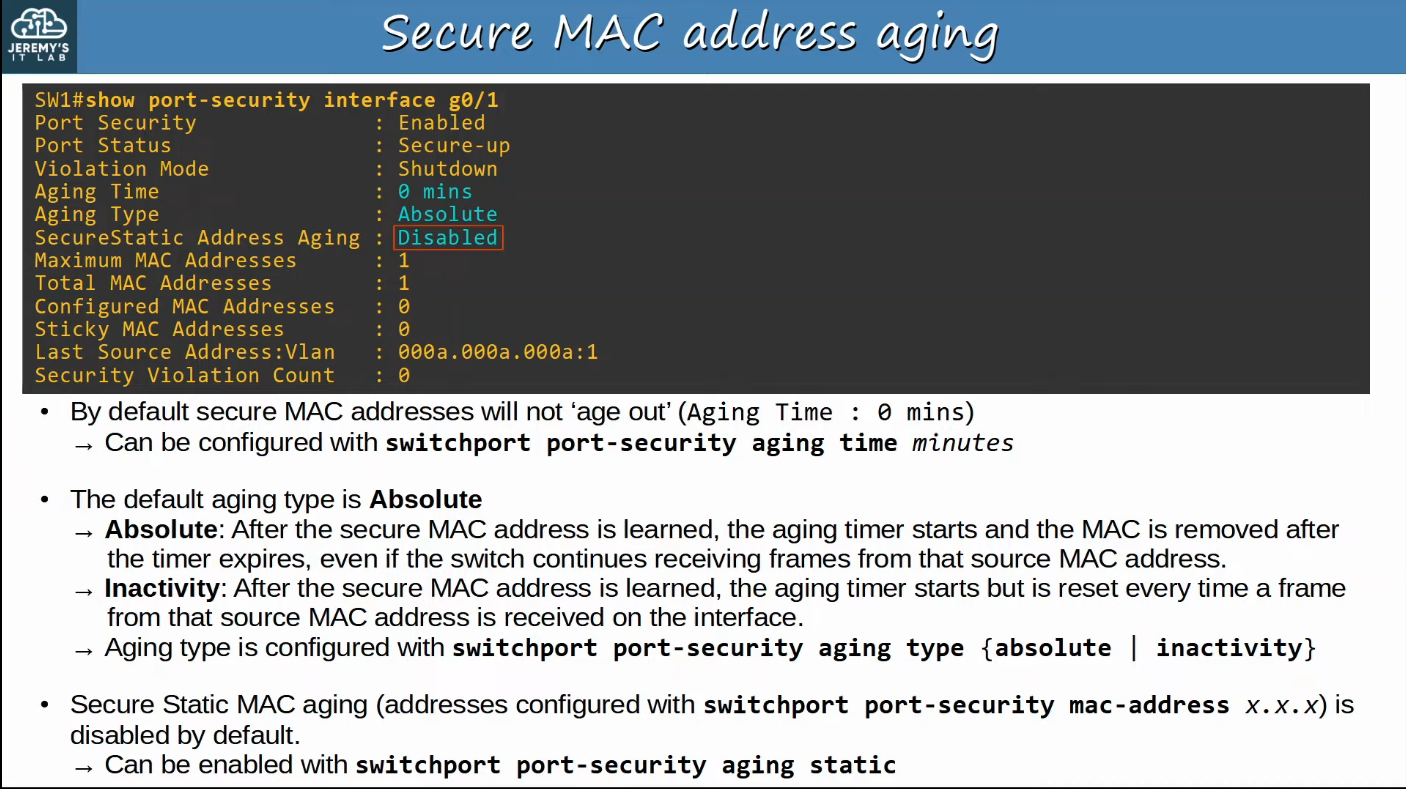 JEREMY'S
IT LAB
Secure MAC address aging
SW1#show port-security interface g0/1
Port Security : Enabled
Port Status : Secure-up
Violation Mode : Shutdown
Aging Time : 0 mins
Aging Type : Absolute
SecureStatic Address Aging : Disabled
Maximum MAC Addresses : 1
Total MAC Addresses : 1
Configured MAC Addresses : 0
Sticky MAC Addresses : 0
Last Source Address:Vlan : 000a.000a.000a:1
Security Violation Count : 0
• By default secure MAC addresses will not ‘age out’ (Aging Time : 0 mins)
→ Can be configured with switchport port-security aging time minutes
• The default aging type is Absolute
→ Absolute: After the secure MAC address is learned, the aging timer starts and the MAC is removed after
the timer expires, even if the switch continues receiving frames from that source MAC address.
→ Inactivity: After the secure MAC address is learned, the aging timer starts but is reset every time a frame
from that source MAC address is received on the interface.
→ Aging type is configured with switchport port-security aging type {absolute | inactivity}
• Secure Static MAC aging (addresses configured with switchport port-security mac-address x.x.x) is
disabled by default.
→ Can be enabled with switchport port-security aging static